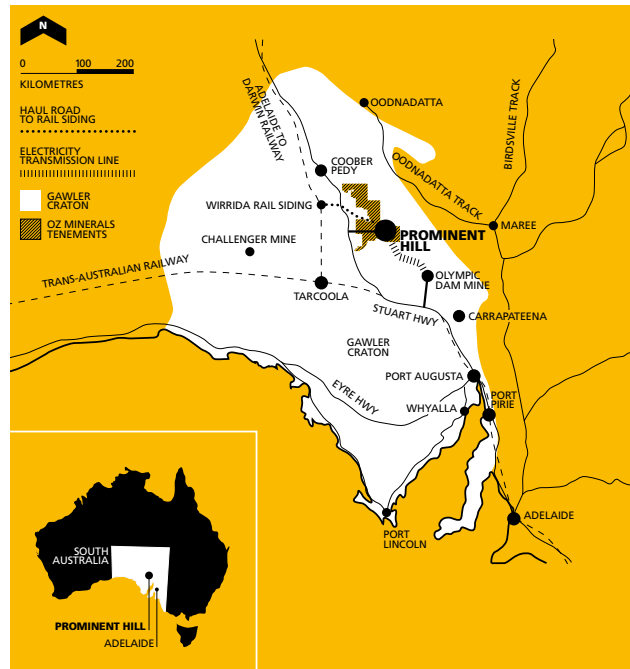 N
0 100 200
KILOMETRES
HAUL ROAD
TO RAIL SIDING
ELECTRICITY
TRANSMISSION LINE
GAWLER
CRATON
OZ MINERALS
TENEMENTS
ADELAIDE TO
DARWIN RAILWAY
OODNADATTA
BIRDSVILLE TRACK
COOBER
PEDY
OODNADATTA TRACK
WIRRIDA RAIL SIDING
MAREE
PROMINENT
HILL
CHALLENGER MINE
TRANS-AUSTRALIAN RAILWAY
OLYMPIC
DAM MINE
TARCOOLA
STUART HWY
CARRAPATEENA
GAWLER
CRATON
PORT AUGUSTA
EYRE HWY
PORT
PIRIE
WHYALLA
ADELAIDE
PORT
LINCOLN
SOUTH
AUSTRALIA
PROMINENT HILL
ADELAIDE